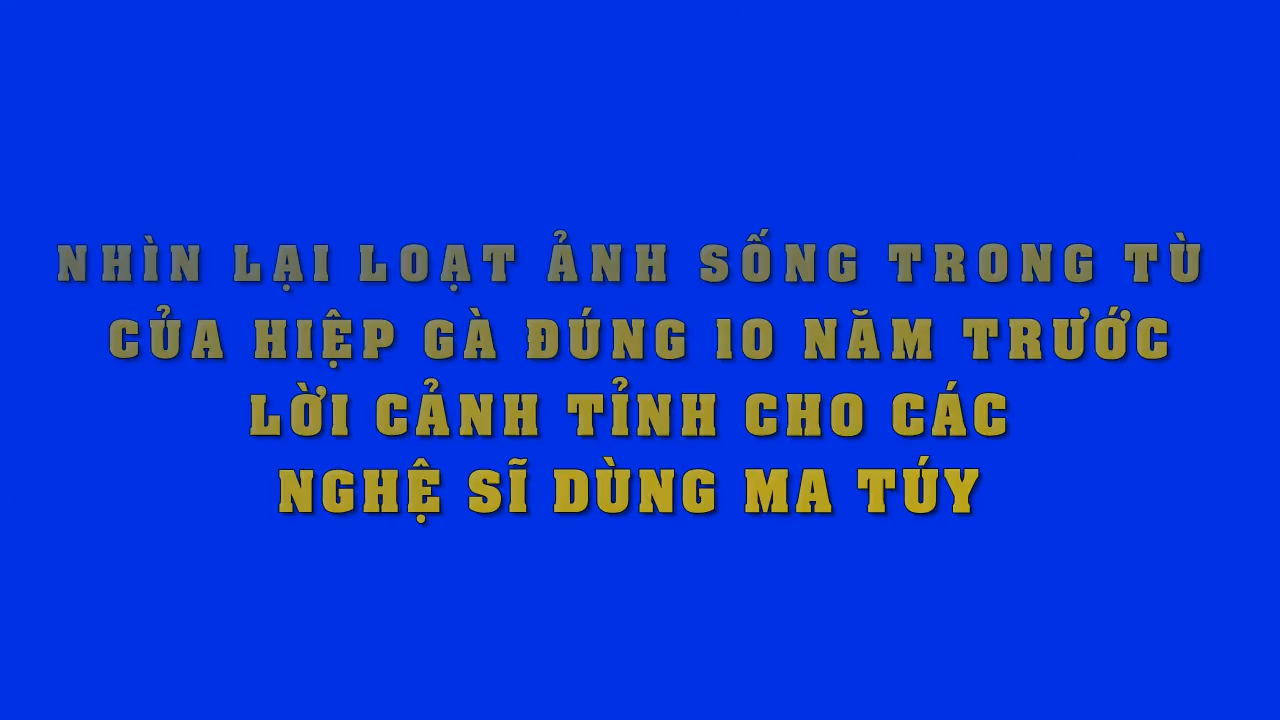 NHÌN LẠI LOẠT ẢNH SỐNG TRONG TÙ
CỦA HIỆP GÀ ĐÚNG 10 NĂM TRƯỚC
LỜI CẢNH TỈNH CHO CÁC
NGHỆ SĨ DÙNG MA TÚY